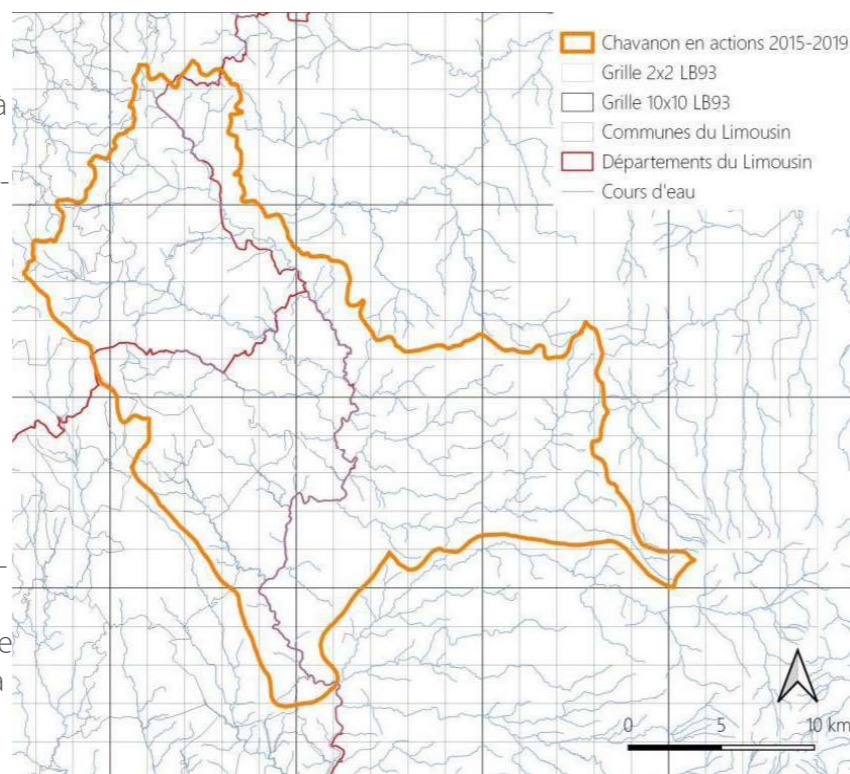 à
-
-
e
a
Chavanon en actions 2015-2019
Grille 2x2 LB93
Grille 10x10 LB93
Communes du Limousin
Départements du Limousin
Cours d'eau
0 5 10 km